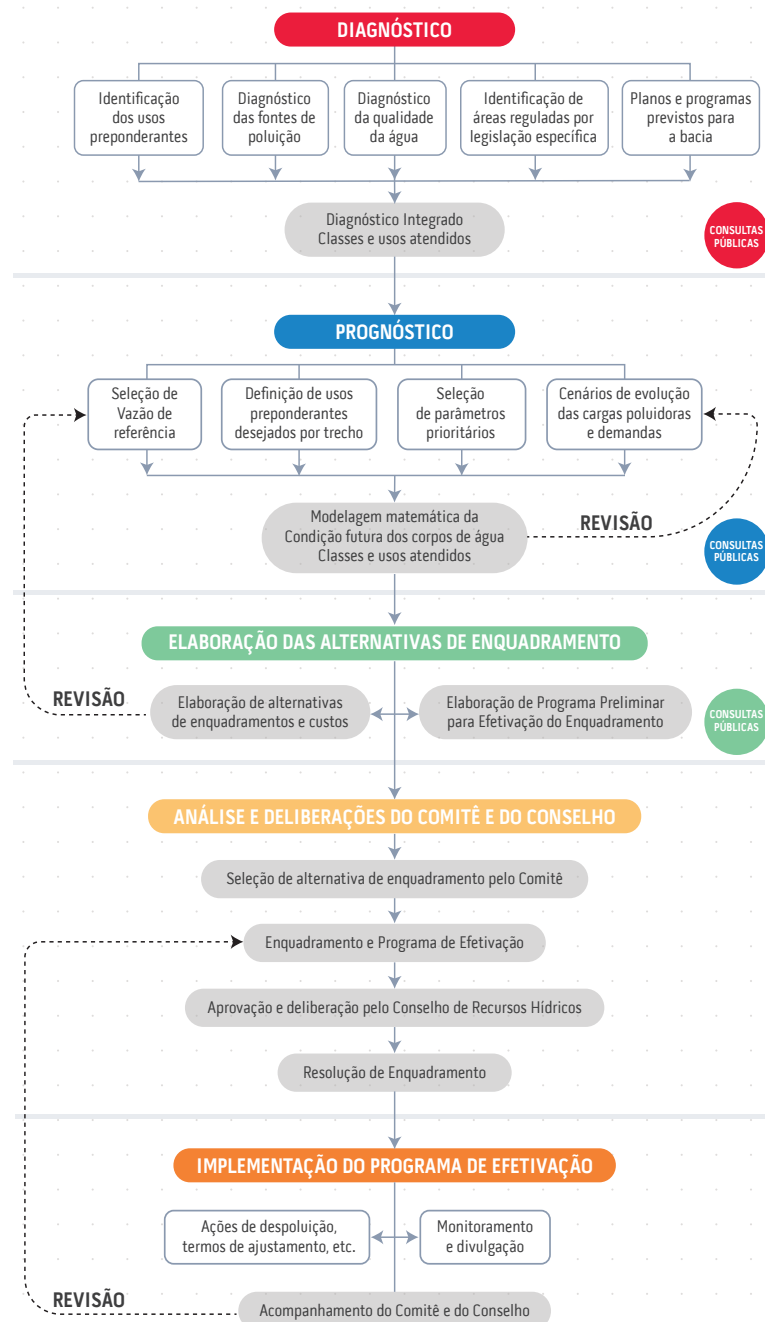 DIAGNÓSTICO
Identificação
dos usos
preponderantes
Diagnóstico
das fontes de
poluição
Diagnóstico
da qualidade
da água
Identificação de
áreas reguladas por
legislação específica
Planos e programas
previstos para
a bacia
Diagnóstico Integrado
Classes e usos atendidos
CONSULTAS
PÚBLICAS
PROGNÓSTICO
Seleção de
Vazão de
referência
Definição de usos
preponderantes
desejados por trecho
Seleção
de parâmetros
prioritários
Cenários de evolução
das cargas poluidoras
e demandas
Modelagem matemática da
Condição futura dos corpos de água
Classes e usos atendidos
REVISÃO
CONSULTAS
PÚBLICAS
ELABORAÇÃO DAS ALTERNATIVAS DE ENQUADRAMENTO
REVISÃO
Elaboração de alternativas
de enquadramentos e custos
Elaboração de Programa Preliminar
para Efetivação do Enquadramento
CONSULTAS
PÚBLICAS
ANÁLISE E DELIBERAÇÕES DO COMITÊ E DO CONSELHO
Seleção de alternativa de enquadramento pelo Comitê
Enquadramento e Programa de Efetivação
Aprovação e deliberação pelo Conselho de Recursos Hídricos
Resolução de Enquadramento
IMPLEMENTAÇÃO DO PROGRAMA DE EFETIVAÇÃO
Ações de despoluição,
termos de ajustamento, etc.
Monitoramento
e divulgação
REVISÃO
Acompanhamento do Comitê e do Conselho